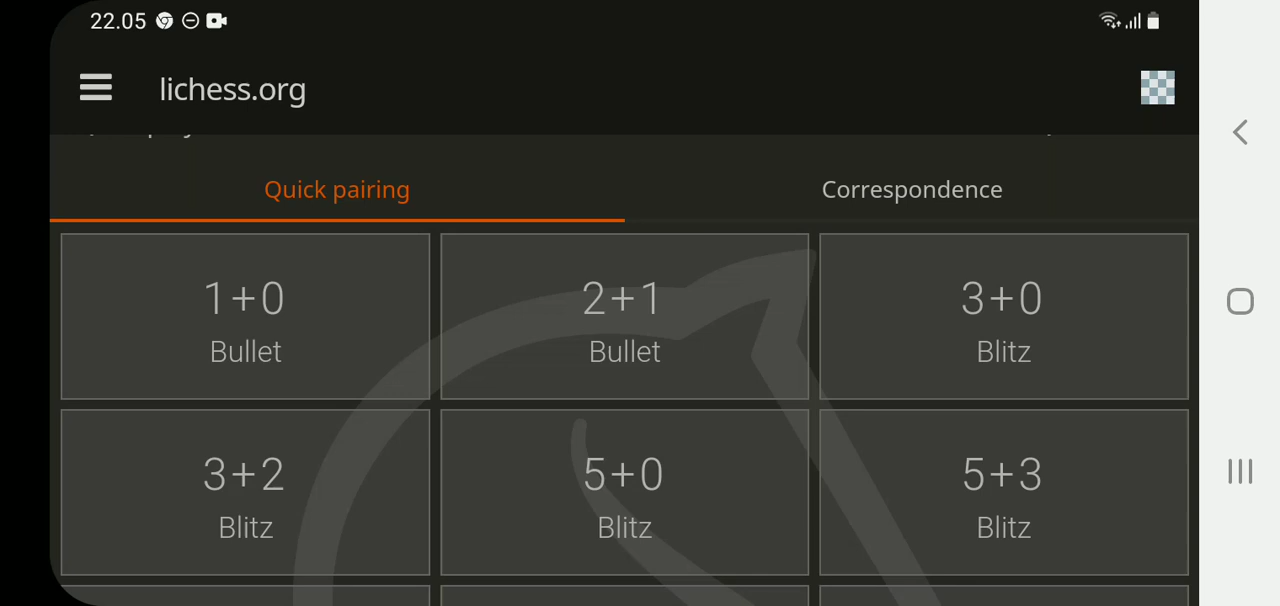 22.05
lichess.org
Quick pairing
Correspondence
1+0
Bullet
2+1
Bullet
3+0
Blitz
3+2
Blitz
5+0
Blitz
5+3
Blitz